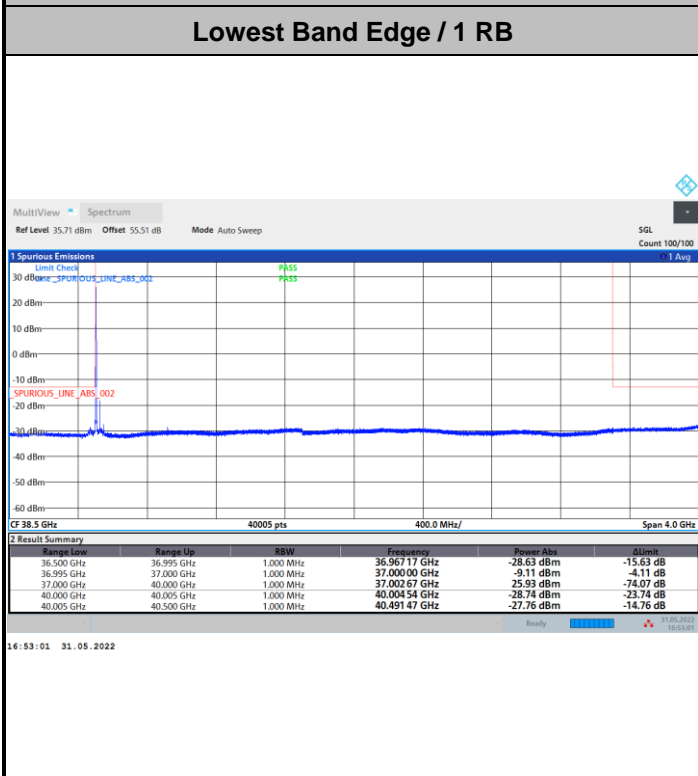 Lowest Band Edge / 1 RB
MultiView Spectrum
Ref Level 35.71 dBm Offset 55.51 dB Mode Auto Sweep SGL
Count 100/100
1 Spurious Emissions 1 Avg
Limit Check PASS
30 dBm Line _SPURIOUS_LINE_ABS_002 PASS
20 dBm
10 dBm
0 dBm
-10 dBm
_SPURIOUS_LINE_ABS_002
-20 dBm
-30 dBm
-40 dBm
-50 dBm
-60 dBm
CF 38.5 GHz 40005 pts 400.0 MHz/ Span 4.0 GHz
2 Result Summary
Range Low Range Up RBW Frequency Power Abs ΔLimit
36.500 GHz 36.995 GHz 1.000 MHz 36.967 17 GHz -28.63 dBm -15.63 dB
36.995 GHz 37.000 GHz 1.000 MHz 37.000 00 GHz -9.11 dBm -4.11 dB
37.000 GHz 40.000 GHz 1.000 MHz 37.002 67 GHz 25.93 dBm -74.07 dB
40.000 GHz 40.005 GHz 1.000 MHz 40.004 54 GHz -28.74 dBm -23.74 dB
40.005 GHz 40.500 GHz 1.000 MHz 40.491 47 GHz -27.76 dBm -14.76 dB
Ready 31.05.2022
16:53:01
16:53:01 31.05.2022